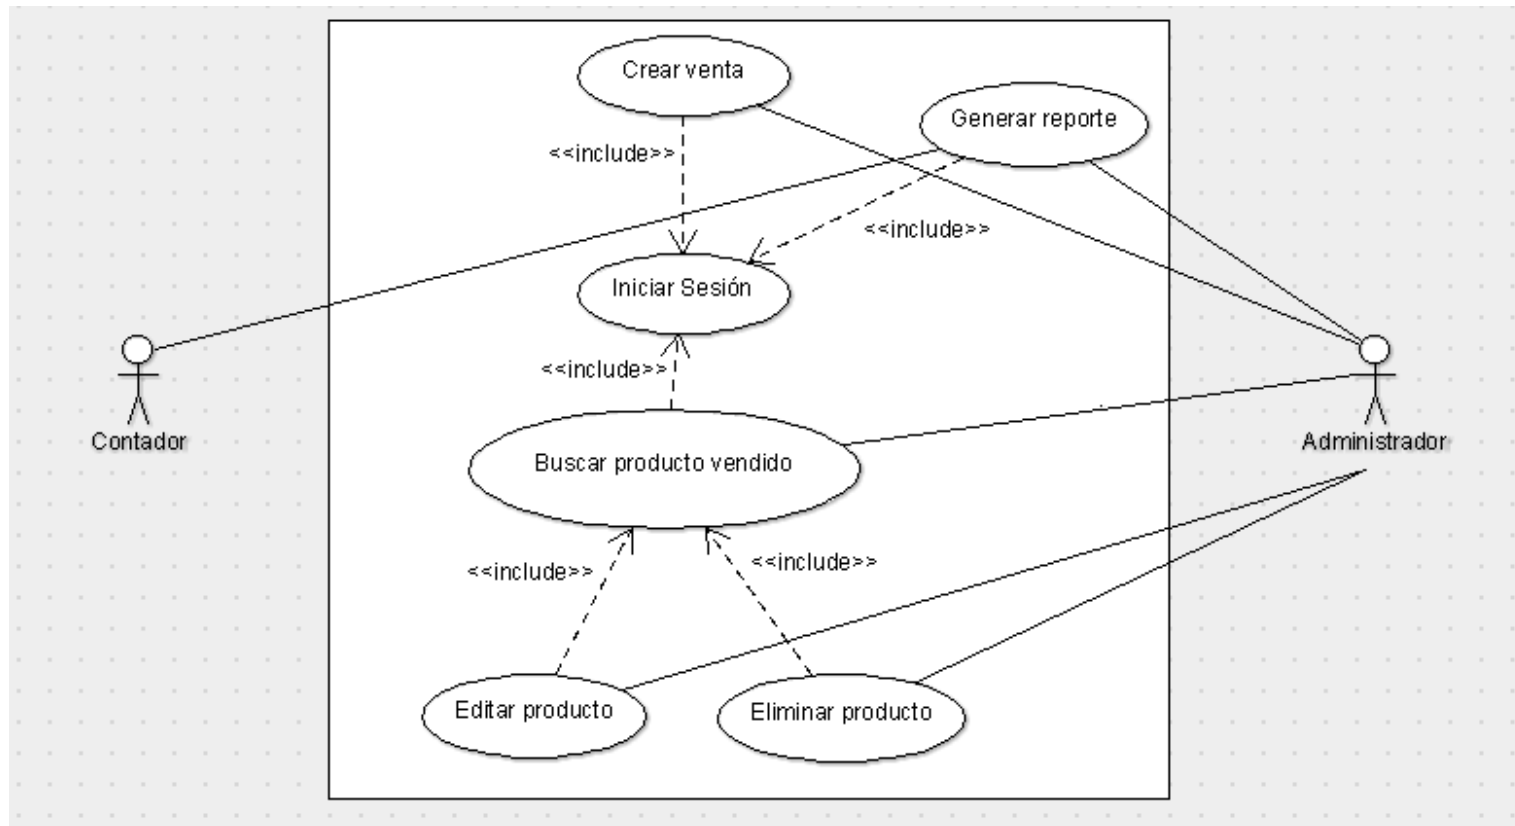 Crear venta
Generar reporte
<<include>>
<<include>>
Iniciar Sesión
<<include>>
Contador
Administrador
Buscar producto vendido
<<include>>
<<include>>
Editar producto
Eliminar producto